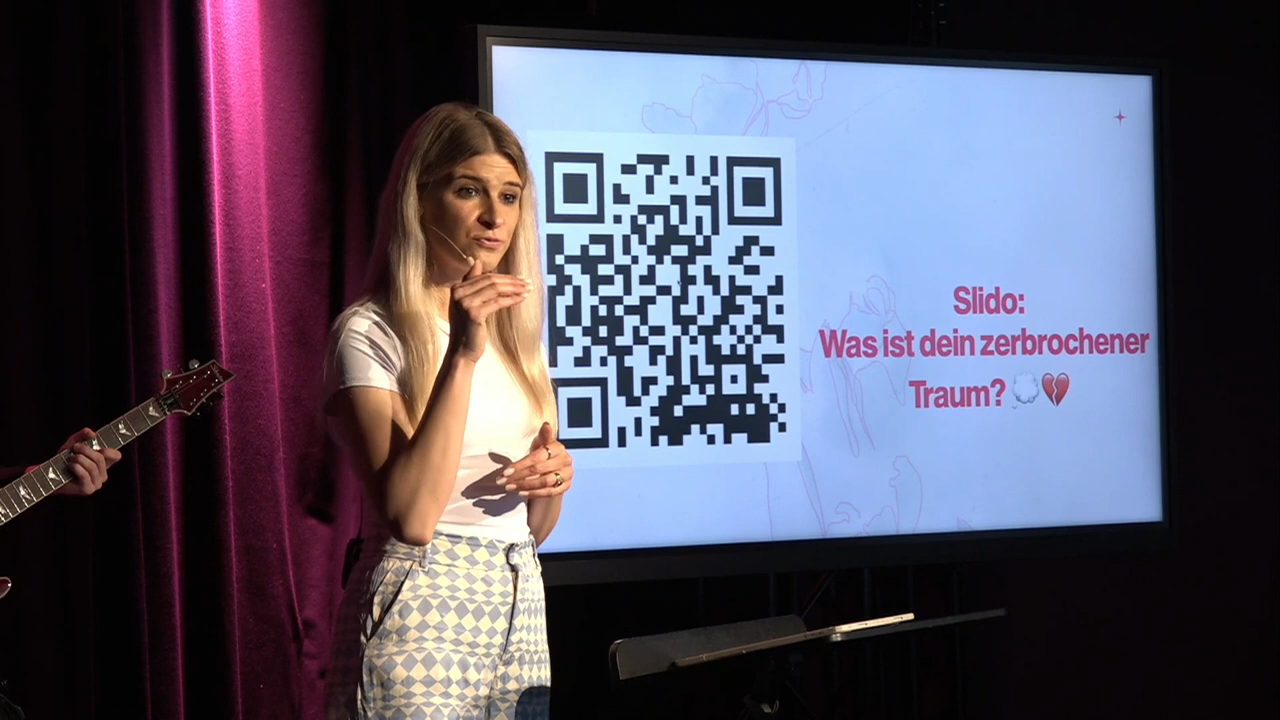 Slido:
Was ist dein zerbrochener
Traum? 💭💔